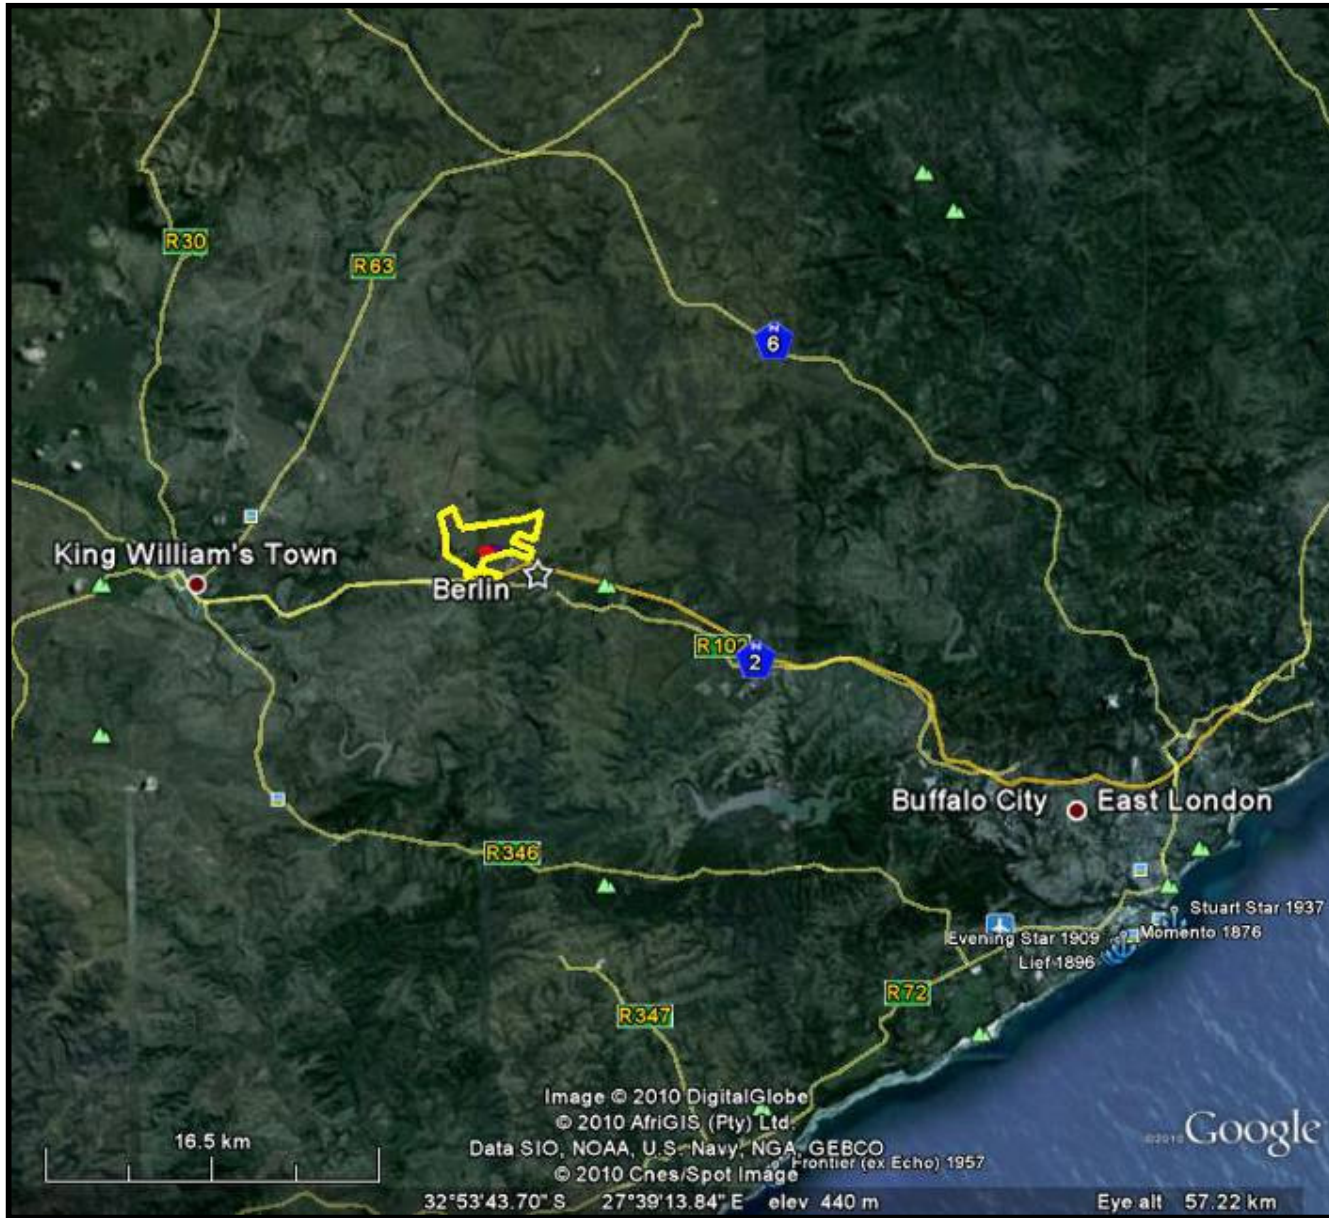 R30
R63
N
6
King William's Town
Berlin
R102
N
2
Buffalo City
East London
R346
Stuart Star 1937
Evening Star 1909
Momento 1876
Lief 1896
R72
R347
Image © 2010 DigitalGlobe
© 2010 AfriGIS (Pty) Ltd.
Data SIO, NOAA, U.S. Navy, NGA, GEBCO
© 2010 Cnes/Spot Image
16.5 km
©2010 Google
Frontier (ex Echo) 1957
32°53'43.70" S 27°39'13.84" E elev 440 m
Eye alt 57.22 km